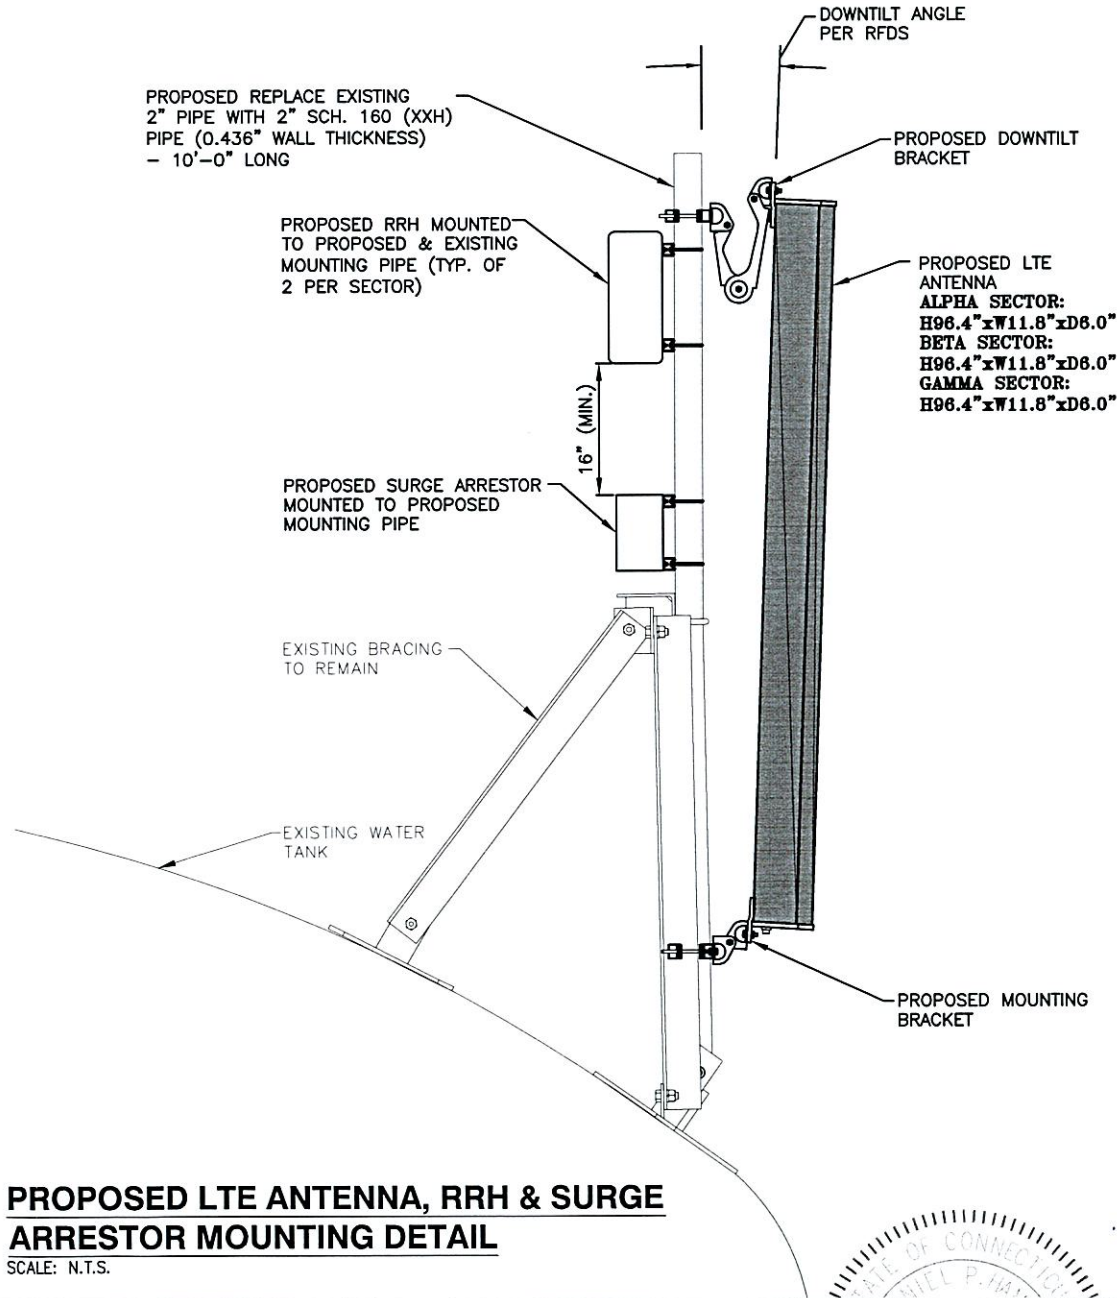 DOWNTILT ANGLE
PER RFDS
PROPOSED REPLACE EXISTING
2" PIPE WITH 2" SCH. 160 (XXH)
PIPE (0.436" WALL THICKNESS)
- 10'-0" LONG
PROPOSED DOWNTILT
BRACKET
PROPOSED RRH MOUNTED
TO PROPOSED & EXISTING
MOUNTING PIPE (TYP. OF
2 PER SECTOR)
PROPOSED LTE
ANTENNA
ALPHA SECTOR:
H96.4"xW11.8"xD6.0"
BETA SECTOR:
H96.4"xW11.8"xD6.0"
GAMMA SECTOR:
H96.4"xW11.8"xD6.0"
16" (MIN.)
PROPOSED SURGE ARRESTOR
MOUNTED TO PROPOSED
MOUNTING PIPE
EXISTING BRACING
TO REMAIN
EXISTING WATER
TANK
PROPOSED MOUNTING
BRACKET
PROPOSED LTE ANTENNA, RRH & SURGE
ARRESTOR MOUNTING DETAIL
SCALE: N.T.S.
OF
P.